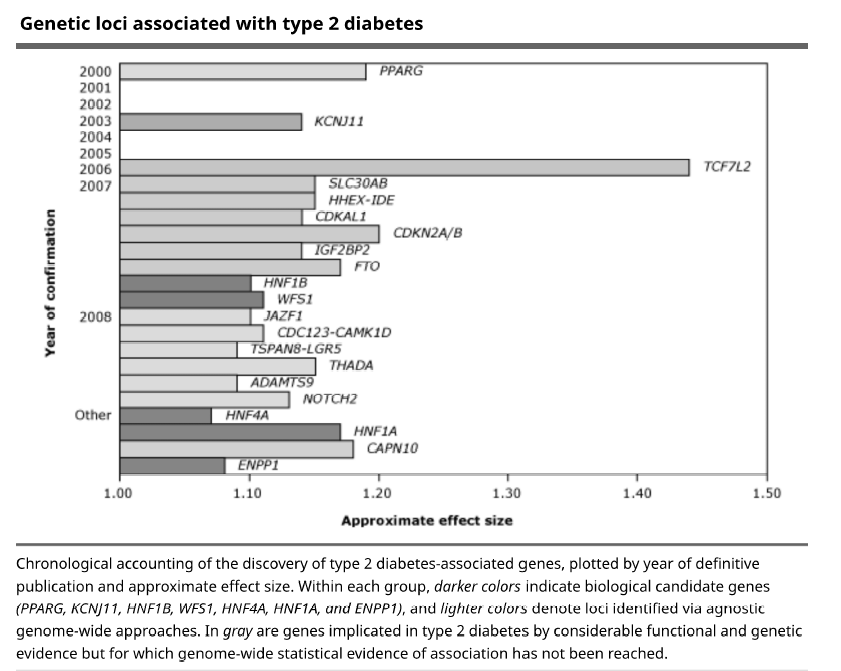 Genetic loci associated with type 2 diabetes
2000 PPARG
2001
2002
2003 KCNJ11
2004
2005
2006 TCF7L2
2007 SLC30AB
HHEX-IDE
CDKAL1
CDKN2A/B
IGF2BP2
FTO
HNF1B
WFS1
2008 JAZF1
CDC123-CAMK1D
TSPAN8-LGR5
THADA
ADAMTS9
NOTCH2
Other HNF4A
HNF1A
CAPN10
ENPP1
Year of confirmation
1.00 1.10 1.20 1.30 1.40 1.50
Approximate effect size
Chronological accounting of the discovery of type 2 diabetes-associated genes, plotted by year of definitive
publication and approximate effect size. Within each group, darker colors indicate biological candidate genes
(PPARG, KCNJ11, HNF1B, WFS1, HNF4A, HNF1A, and ENPP1), and lighter colors denote loci identified via agnostic
genome-wide approaches. In gray are genes implicated in type 2 diabetes by considerable functional and genetic
evidence but for which genome-wide statistical evidence of association has not been reached.